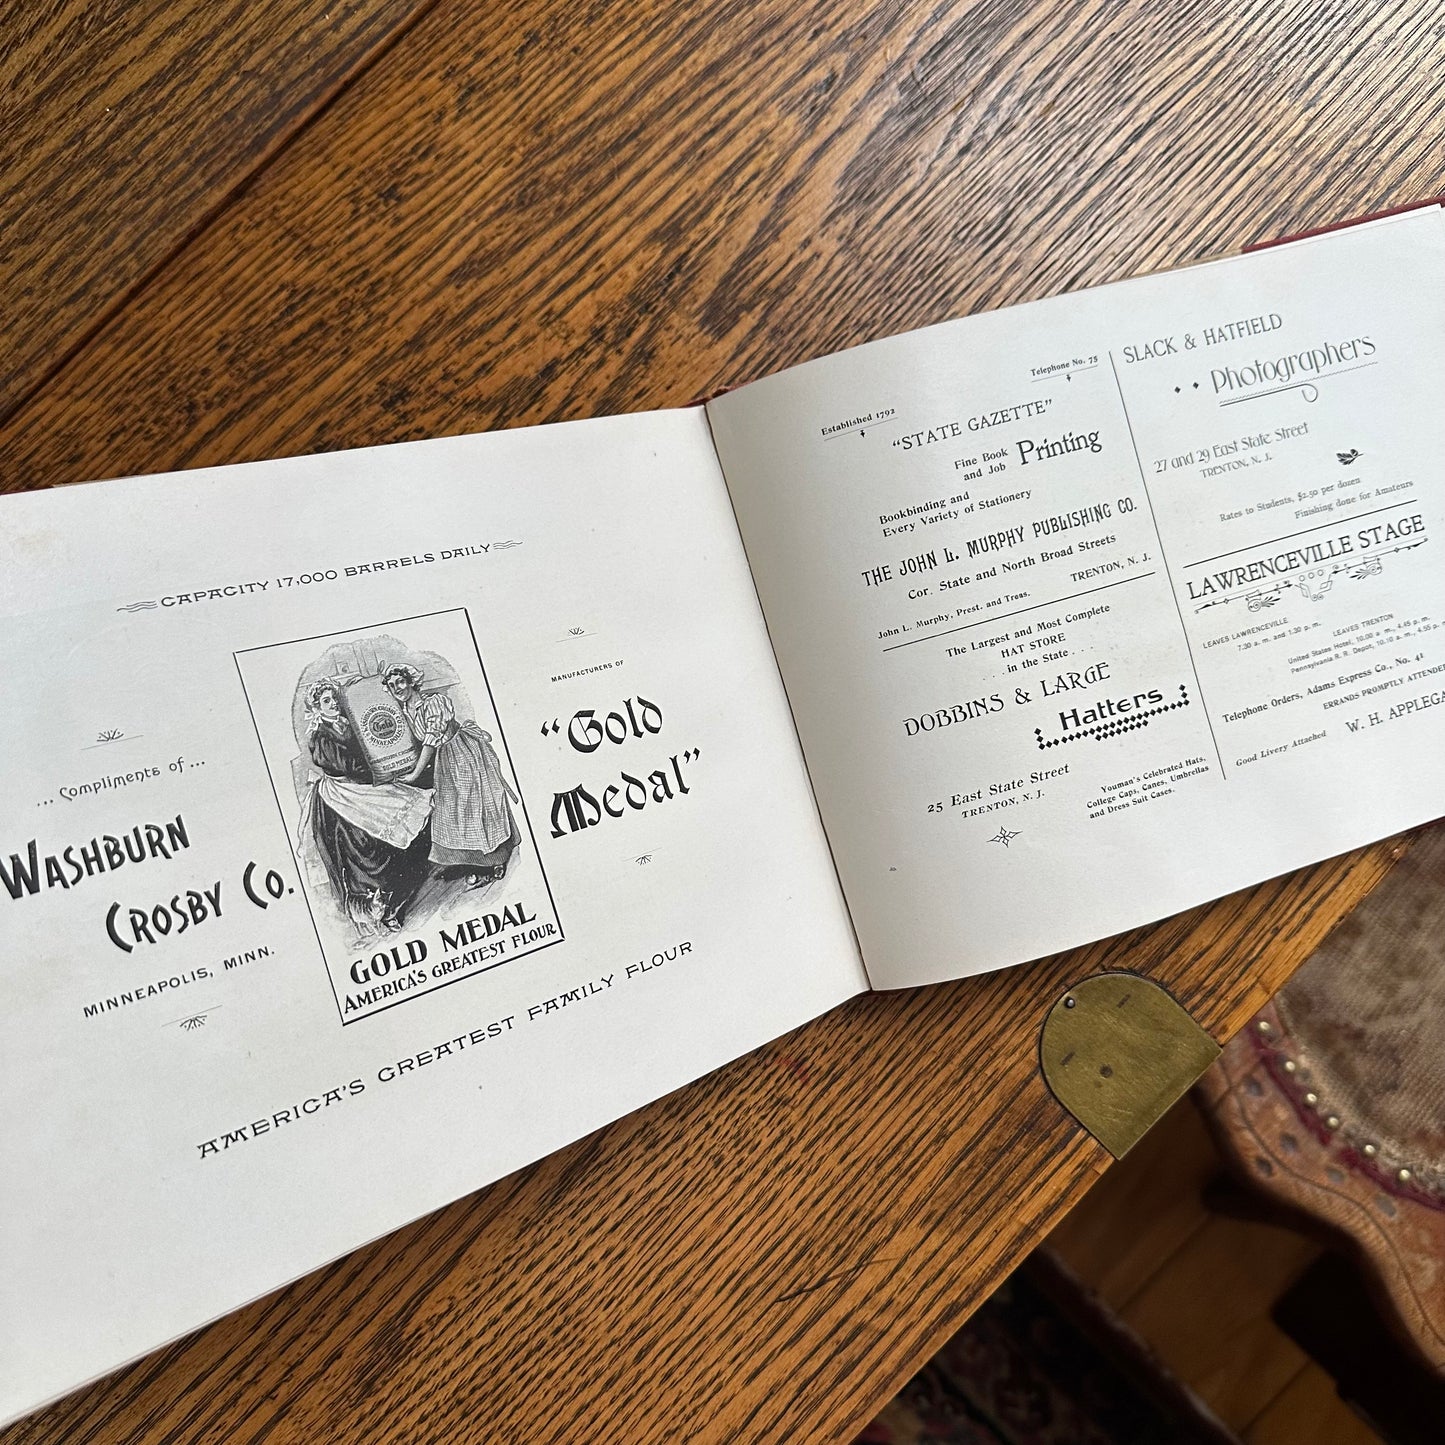 CAPACITY 17,000 BARRELS DAILY
... Compliments of ...
WASHBURN
CROSBY CO.
MINNEAPOLIS, MINN.
GOLD MEDAL
AMERICA'S GREATEST FLOUR
MANUFACTURERS OF
"Gold
Medal"
AMERICA'S GREATEST FAMILY FLOUR
Established 1792
Telephone No. 75
"STATE GAZETTE"
Fine Book
and Job Printing
Bookbinding and
Every Variety of Stationery
THE JOHN L. MURPHY PUBLISHING CO.
Cor. State and North Broad Streets
TRENTON, N. J.
John L. Murphy, Prest. and Treas.
The Largest and Most Complete
HAT STORE
. . . in the State . . .
DOBBINS & LARGE
Hatters
25 East State Street
TRENTON, N. J.
Youman's Celebrated Hats,
College Caps, Canes, Umbrellas
and Dress Suit Cases.
SLACK & HATFIELD
Photographers
27 and 29 East State Street
TRENTON, N. J.
Rates to Students, $2.50 per dozen
Finishing done for Amateurs
LAWRENCEVILLE STAGE
LEAVES LAWRENCEVILLE
7.30 a. m. and 1.30 p. m.
LEAVES TRENTON
United States Hotel, 10.00 a. m., 4.45 p. m.
Pennsylvania R. R. Depot, 10.10 a. m., 4.55 p.
Telephone Orders, Adams Express Co., No. 41
ERRANDS PROMPTLY ATTENDE
Good Livery Attached
W. H. APPLEGA